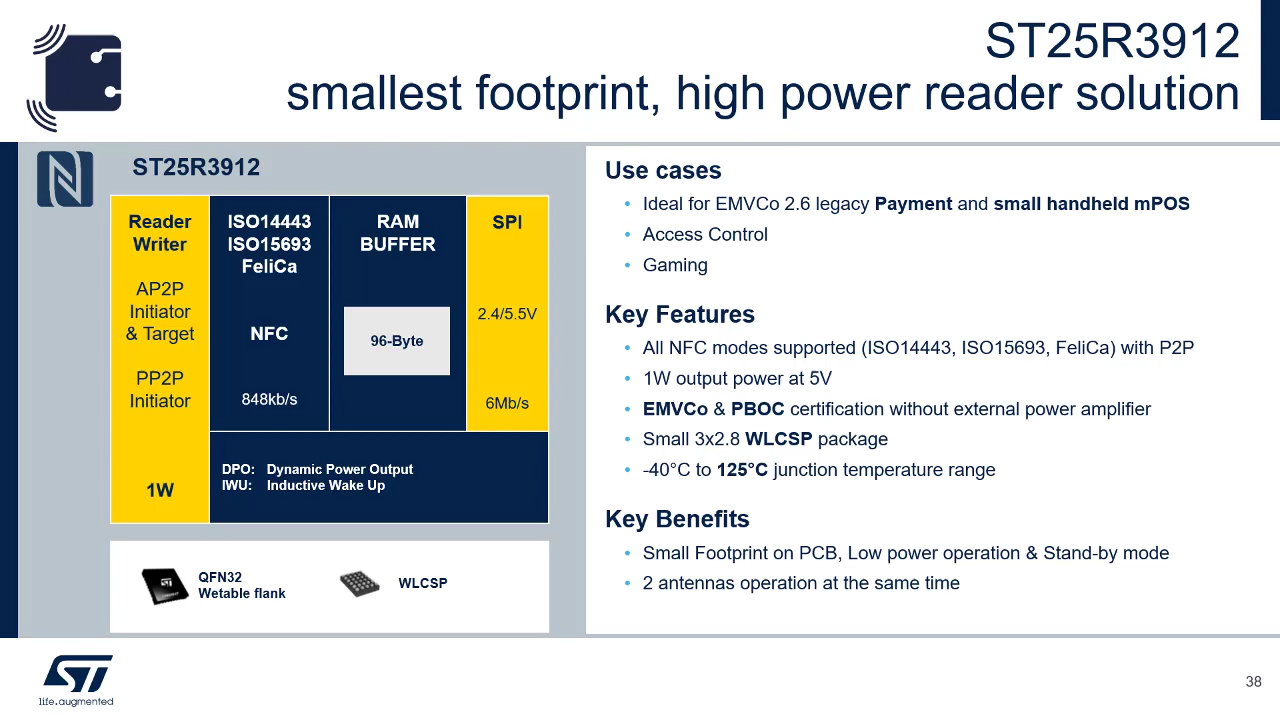 ST25R3912
smallest footprint, high power reader solution
ST25R3912
Reader
Writer
AP2P
Initiator
& Target
PP2P
Initiator
1W
ISO14443
ISO15693
FeliCa
NFC
848kb/s
RAM
BUFFER
96-Byte
SPI
2.4/5.5V
6Mb/s
DPO: Dynamic Power Output
IWU: Inductive Wake Up
QFN32
Wetable flank
WLCSP
Use cases
• Ideal for EMVCo 2.6 legacy Payment and small handheld mPOS
• Access Control
• Gaming
Key Features
• All NFC modes supported (ISO14443, ISO15693, FeliCa) with P2P
• 1W output power at 5V
• EMVCo & PBOC certification without external power amplifier
• Small 3x2.8 WLCSP package
• -40°C to 125°C junction temperature range
Key Benefits
• Small Footprint on PCB, Low power operation & Stand-by mode
• 2 antennas operation at the same time
ST
life.augmented
38